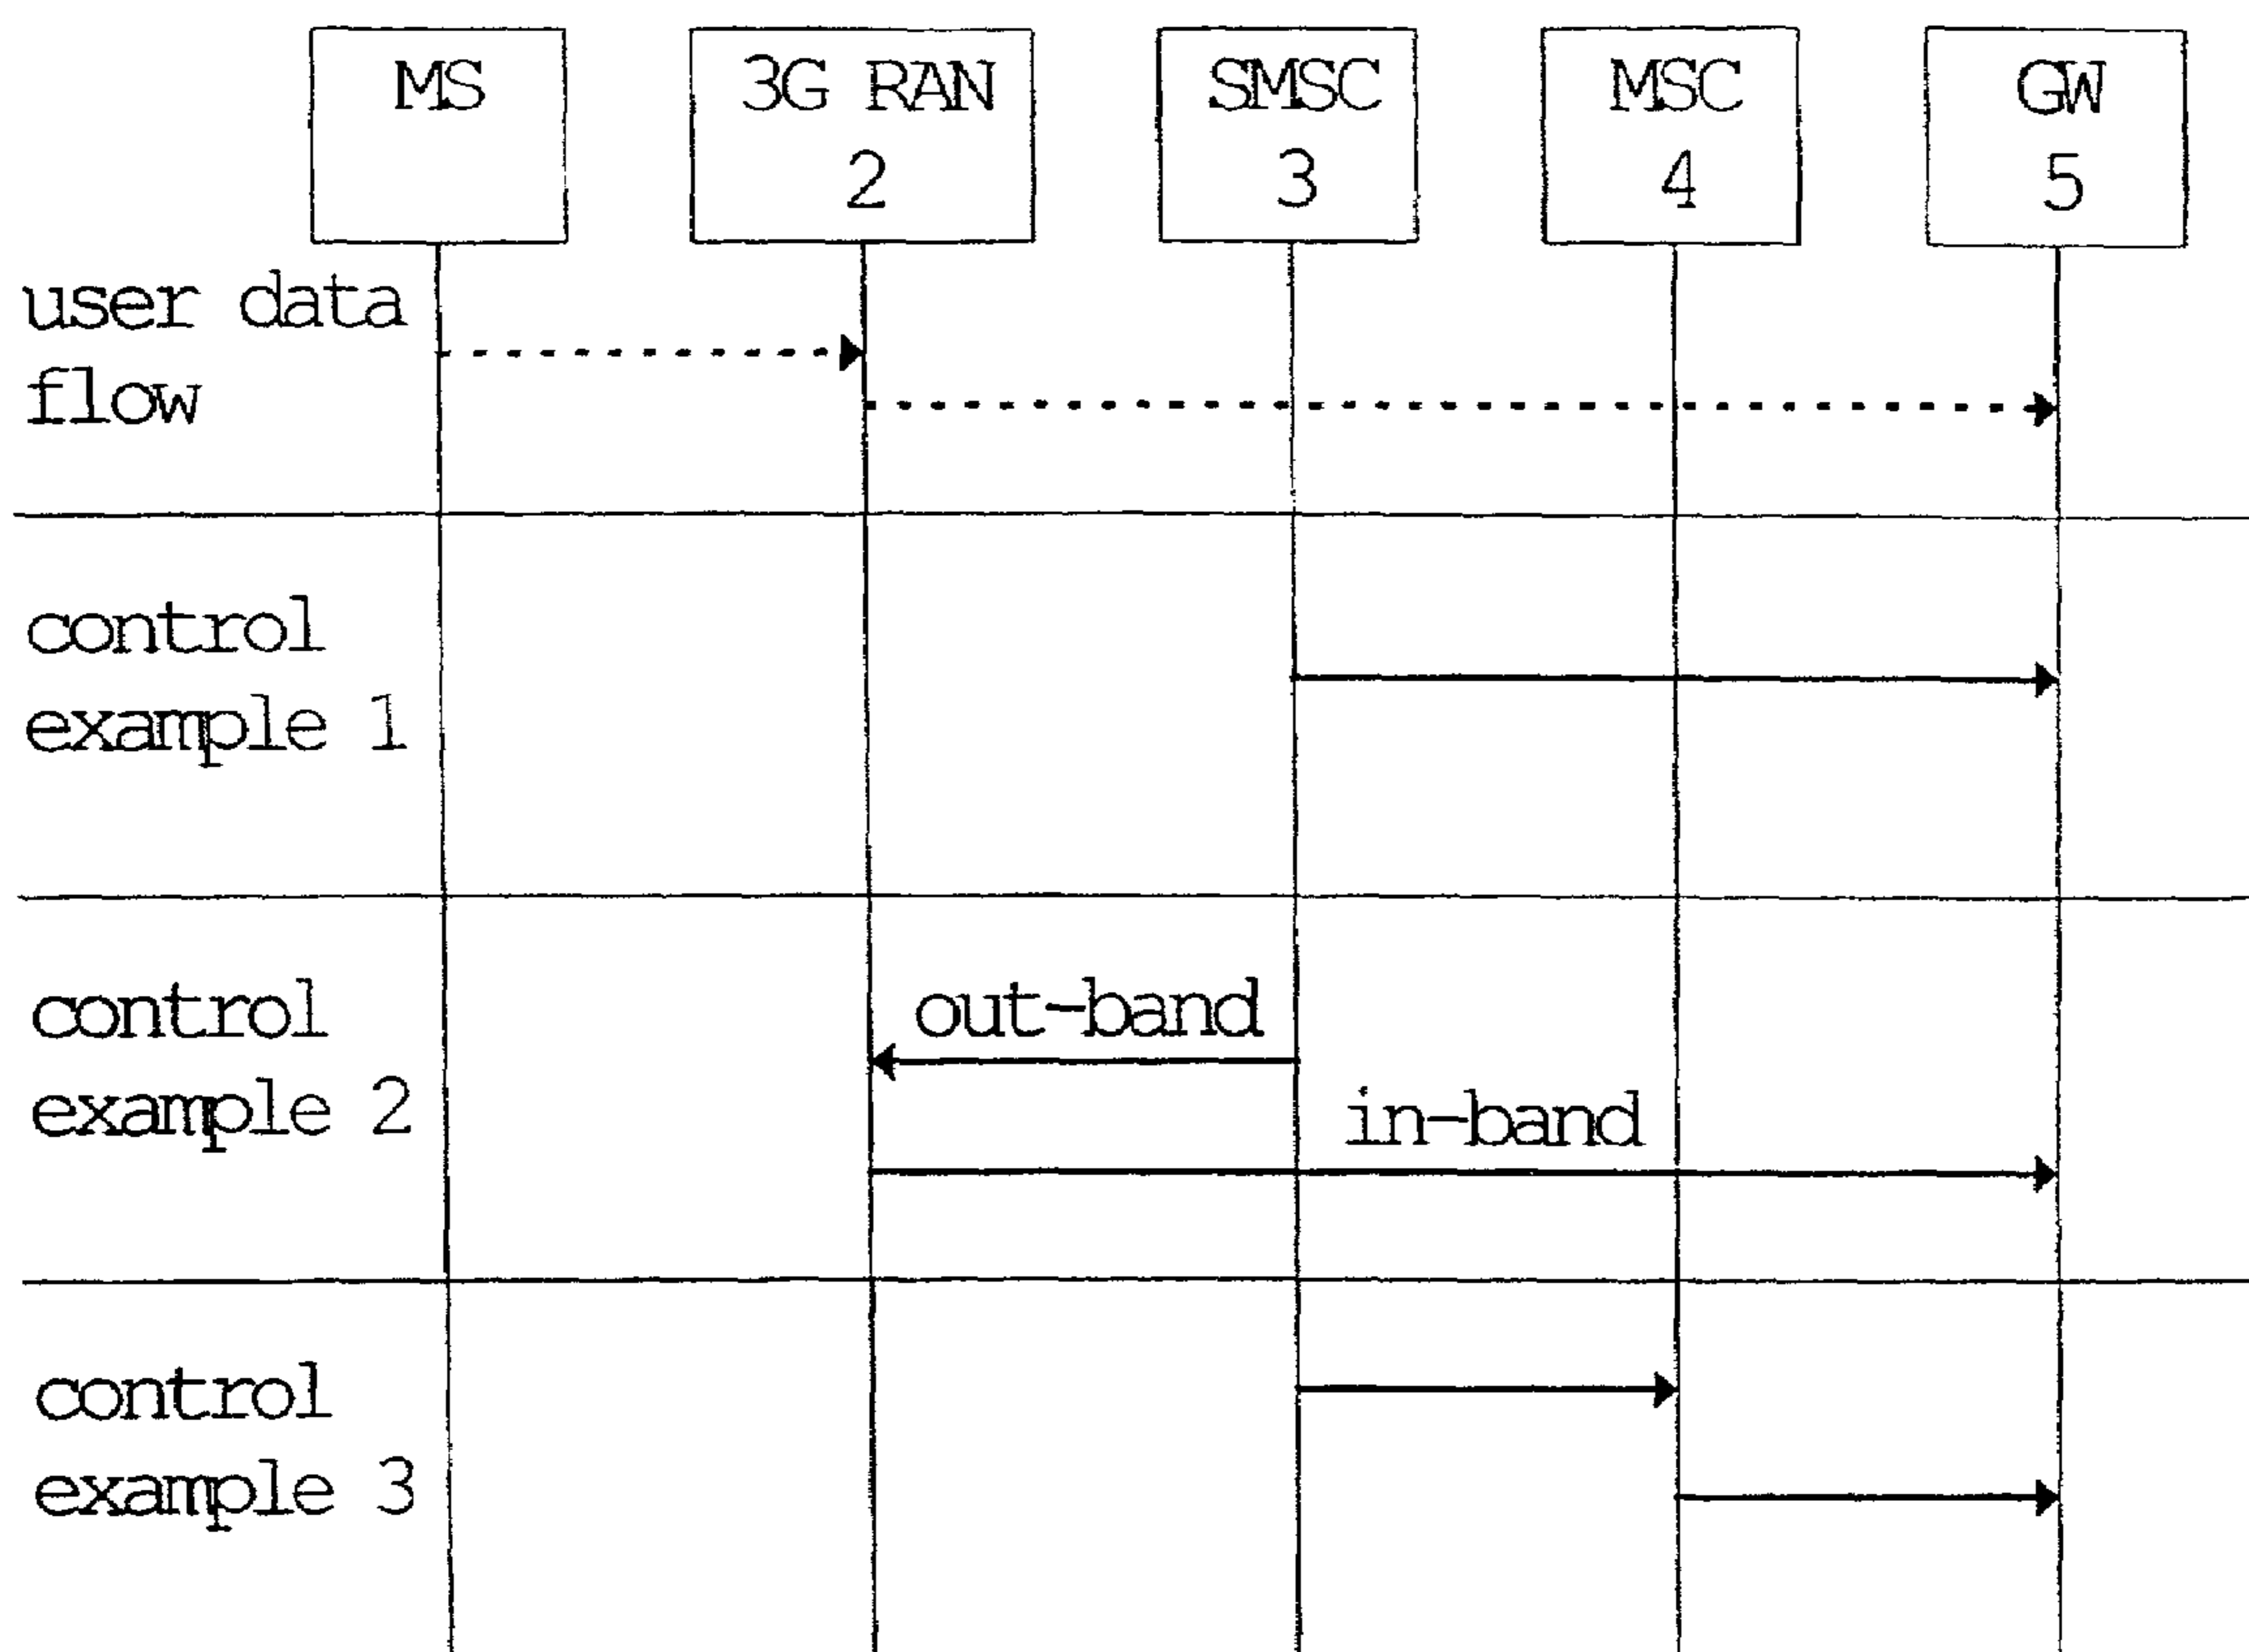 MS
3G RAN
2
SMSC
3
MSC
4
GW
5
user data
flow
control
example 1
control
example 2
out-band
in-band
control
example 3